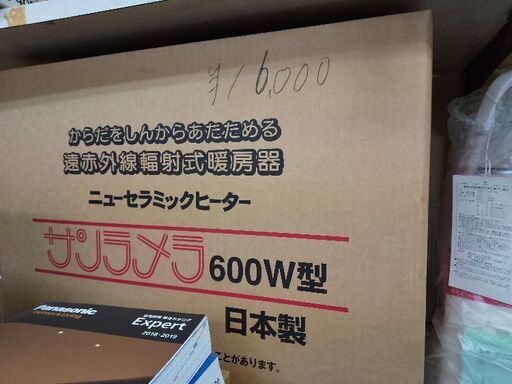 ¥16,000
からだをしんからあたためる
遠赤外線輻射式暖房器
ニューセラミックヒーター
サンラメラ600W型
日本製
ことがあります。
Panasonic
Expert
2018-2019